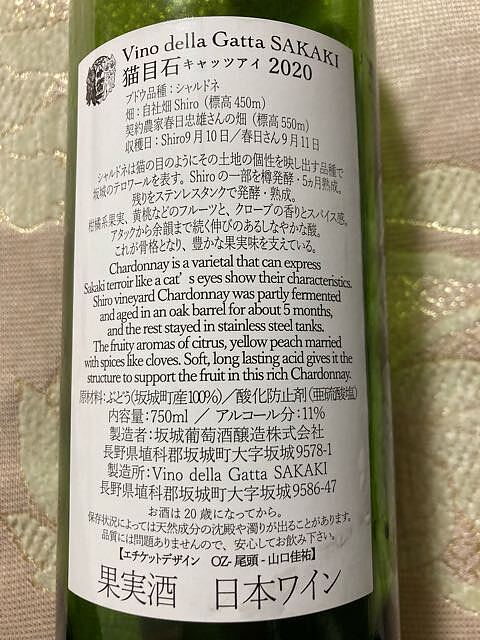 Vino della Gatta SAKAKI
猫目石 キャッツアイ 2020
ブドウ品種：シャルドネ
畑：自社畑 Shiro（標高 450m）
契約農家春日忠雄さんの畑（標高 550m）
収穫日：Shiro9 月 10 日／春日さん 9 月 11 日
シャルドネは猫の目のようにその土地の個性を映し出す品種で
坂城のテロワールを表す。Shiro の一部を樽発酵・5ヵ月熟成。
残りをステンレスタンクで発酵・熟成。
柑橘系果実、黄桃などのフルーツと、クローブの香りとスパイス感。
アタックから余韻まで続く伸びのあるしなやかな酸。
これが骨格となり、豊かな果実味を支えている。
Chardonnay is a varietal that can express
Sakaki terroir like a cat’s eyes show their characteristics.
Shiro vineyard Chardonnay was partly fermented
and aged in an oak barrel for about 5 months,
and the rest stayed in stainless steel tanks.
The fruity aromas of citrus, yellow peach married
with spices like cloves. Soft, long lasting acid gives it the
structure to support the fruit in this rich Chardonnay.
原材料：ぶどう（坂城町産100%）／酸化防止剤（亜硫酸塩）
内容量：750ml ／ アルコール分：11%
製造者：坂城葡萄酒醸造株式会社
長野県埴科郡坂城町大字坂城 9578-1
製造所：Vino della Gatta SAKAKI
長野県埴科郡坂城町大字坂城 9586-47
お酒は 20 歳になってから。
保存状況によっては天然成分の沈殿や濁りが出ることがあります。
品質には問題ありませんので、安心してお飲み下さい。
【エチケットデザイン　OZ- 尾頭 - 山口佳祐】
果実酒　日本ワイン